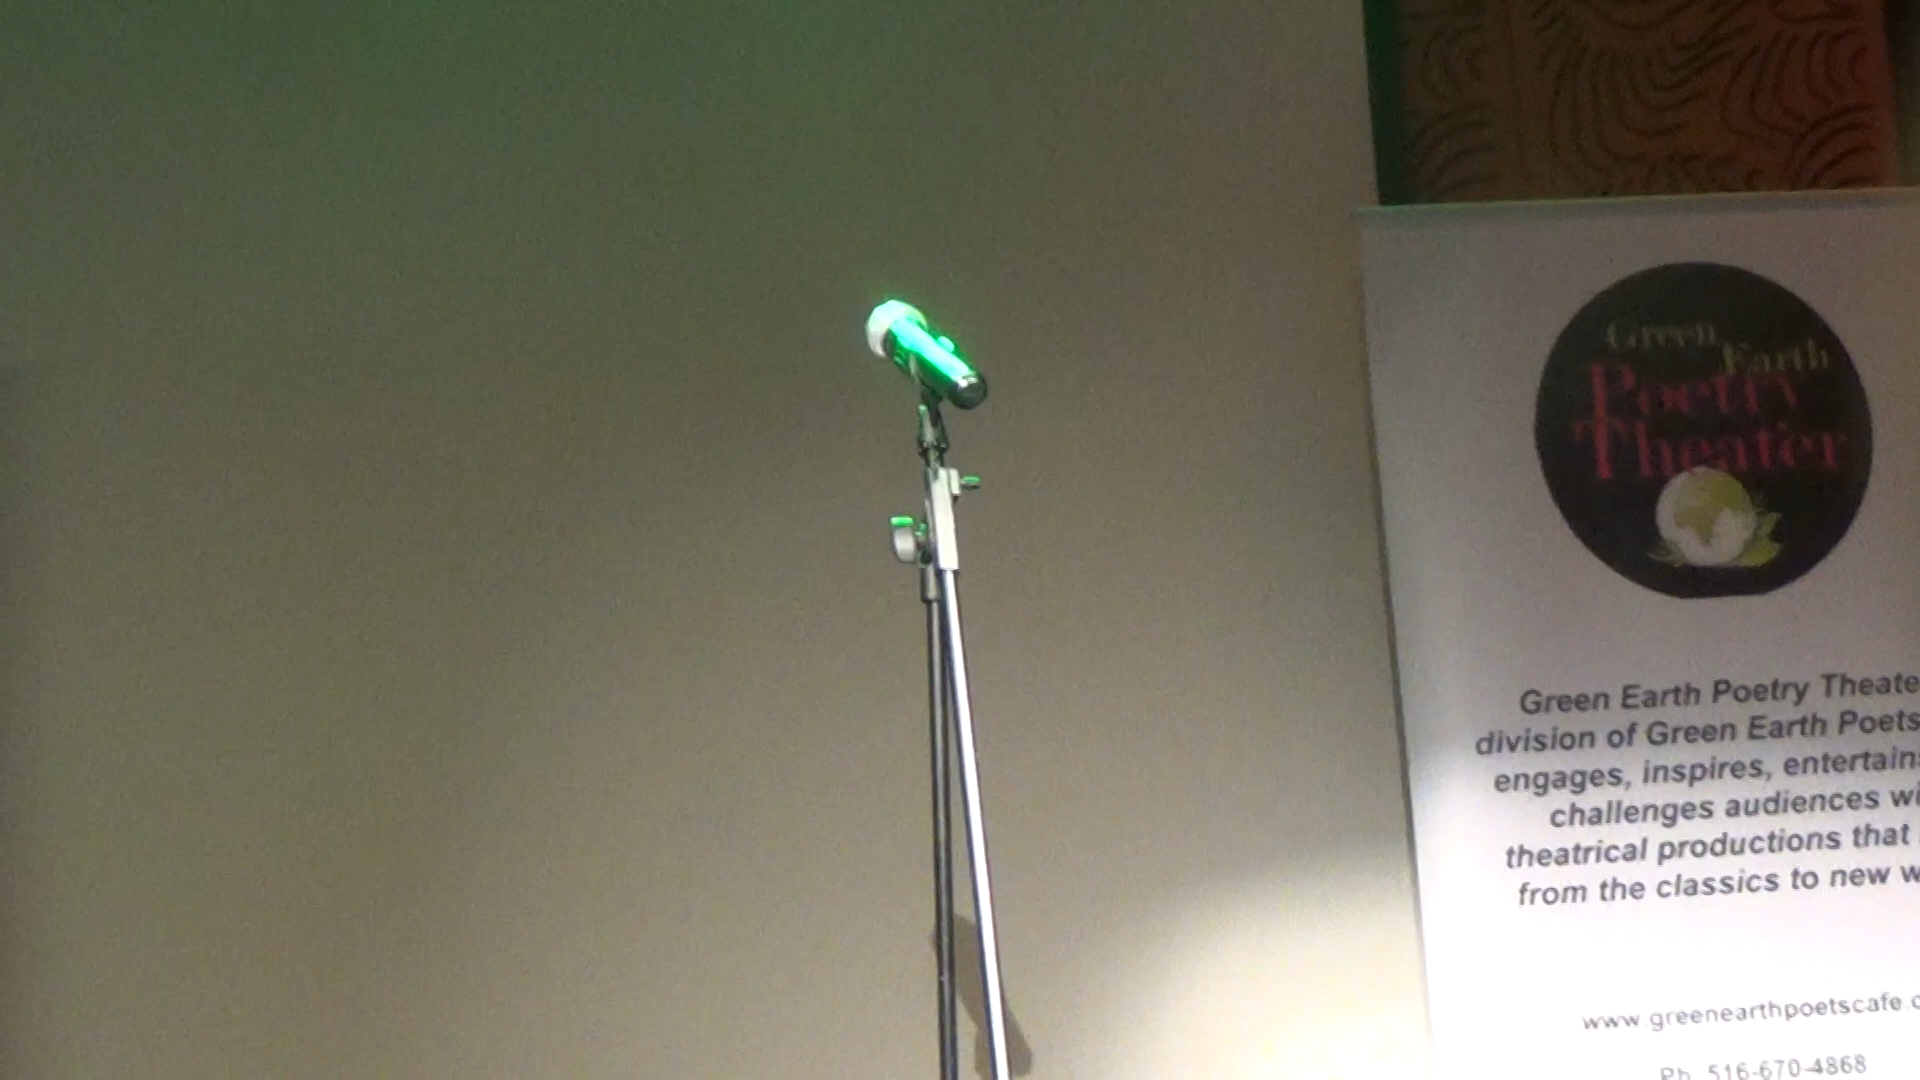 Green
Earth
Poetry
Theater
Green Earth Poetry Theate
division of Green Earth Poets
engages, inspires, entertain
challenges audiences wi
theatrical productions that
from the classics to new w
www.greenearthpoetscafe.c
Ph. 516-670-4868